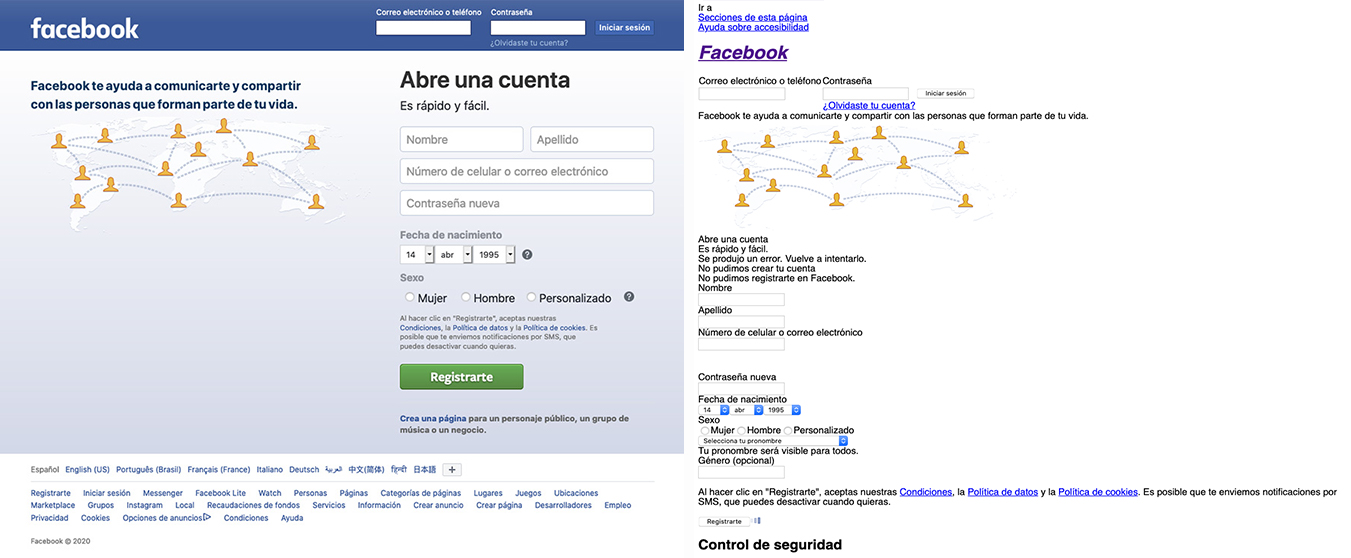 facebook
Correo electrónico o teléfono
Contraseña
Iniciar sesión
¿Olvidaste tu cuenta?
Facebook te ayuda a comunicarte y compartir
con las personas que forman parte de tu vida.
Abre una cuenta
Es rápido y fácil.
Nombre
Apellido
Número de celular o correo electrónico
Contraseña nueva
Fecha de nacimiento
14 abr 1995 ?
Sexo
Mujer Hombre Personalizado ?
Al hacer clic en "Registrarte", aceptas nuestras
Condiciones, la Política de datos y la Política de cookies. Es
posible que te enviemos notificaciones por SMS, que
puedes desactivar cuando quieras.
Registrarte
Crea una página para un personaje público, un grupo de
música o un negocio.
Español English (US) Português (Brasil) Français (France) Italiano Deutsch العربية 中文(简体) हिन्दी 日本語 +
Registrarte Iniciar sesión Messenger Facebook Lite Watch Personas Páginas Categorías de páginas Lugares Juegos Ubicaciones
Marketplace Grupos Instagram Local Recaudaciones de fondos Servicios Información Crear anuncio Crear página Desarrolladores Empleo
Privacidad Cookies Opciones de anuncios Condiciones Ayuda
Facebook © 2020
Ir a
Secciones de esta página
Ayuda sobre accesibilidad
Facebook
Correo electrónico o teléfono Contraseña
Iniciar sesión
¿Olvidaste tu cuenta?
Facebook te ayuda a comunicarte y compartir con las personas que forman parte de tu vida.
Abre una cuenta
Es rápido y fácil.
Se produjo un error. Vuelve a intentarlo.
No pudimos crear tu cuenta
No pudimos registrarte en Facebook.
Nombre
Apellido
Número de celular o correo electrónico
Contraseña nueva
Fecha de nacimiento
14 abr 1995
Sexo
Mujer Hombre Personalizado
Selecciona tu pronombre
Tu pronombre será visible para todos.
Género (opcional)
Al hacer clic en "Registrarte", aceptas nuestras Condiciones, la Política de datos y la Política de cookies. Es posible que te enviemos notificaciones por
SMS, que puedes desactivar cuando quieras.
Registrarte
Control de seguridad